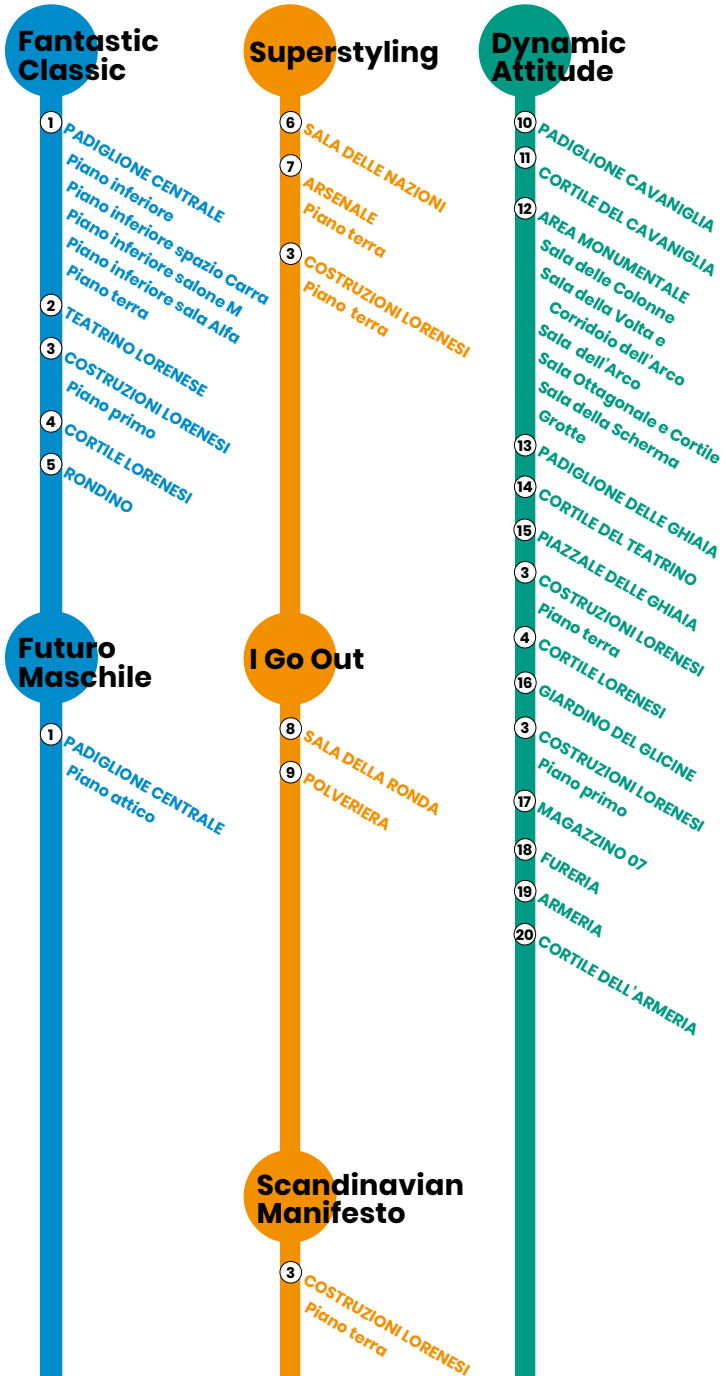 Fantastic
Classic
1
PADIGLIONE CENTRALE
Piano inferiore
Piano inferiore spazio Carra
Piano inferiore salone M
Piano inferiore sala Alfa
Piano terra
2
TEATRINO LORENESE
3
COSTRUZIONI LORENESI
Piano primo
4
CORTILE LORENESI
5
RONDINO
Futuro
Maschile
1
PADIGLIONE CENTRALE
Piano attico
Superstyling
6
SALA DELLE NAZIONI
7
ARSENALE
Piano terra
3
COSTRUZIONI LORENESI
Piano terra
I Go Out
8
SALA DELLA RONDA
9
POLVERIERA
Scandinavian
Manifesto
3
COSTRUZIONI LORENESI
Piano terra
Dynamic
Attitude
10
PADIGLIONE CAVANIGLIA
11
CORTILE DEL CAVANIGLIA
12
AREA MONUMENTALE
Sala delle Colonne
Sala della Volta e
Corridoio dell'Arco
Sala dell'Arco
Sala Ottagonale e Cortile
Sala della Scherma
Grotte
13
PADIGLIONE DELLE GHIAIA
14
CORTILE DEL TEATRINO
15
PIAZZALE DELLE GHIAIA
3
COSTRUZIONI LORENESI
Piano terra
4
CORTILE LORENESI
16
GIARDINO DEL GLICINE
3
COSTRUZIONI LORENESI
Piano primo
17
MAGAZZINO 07
18
FURERIA
19
ARMERIA
20
CORTILE DELL'ARMERIA